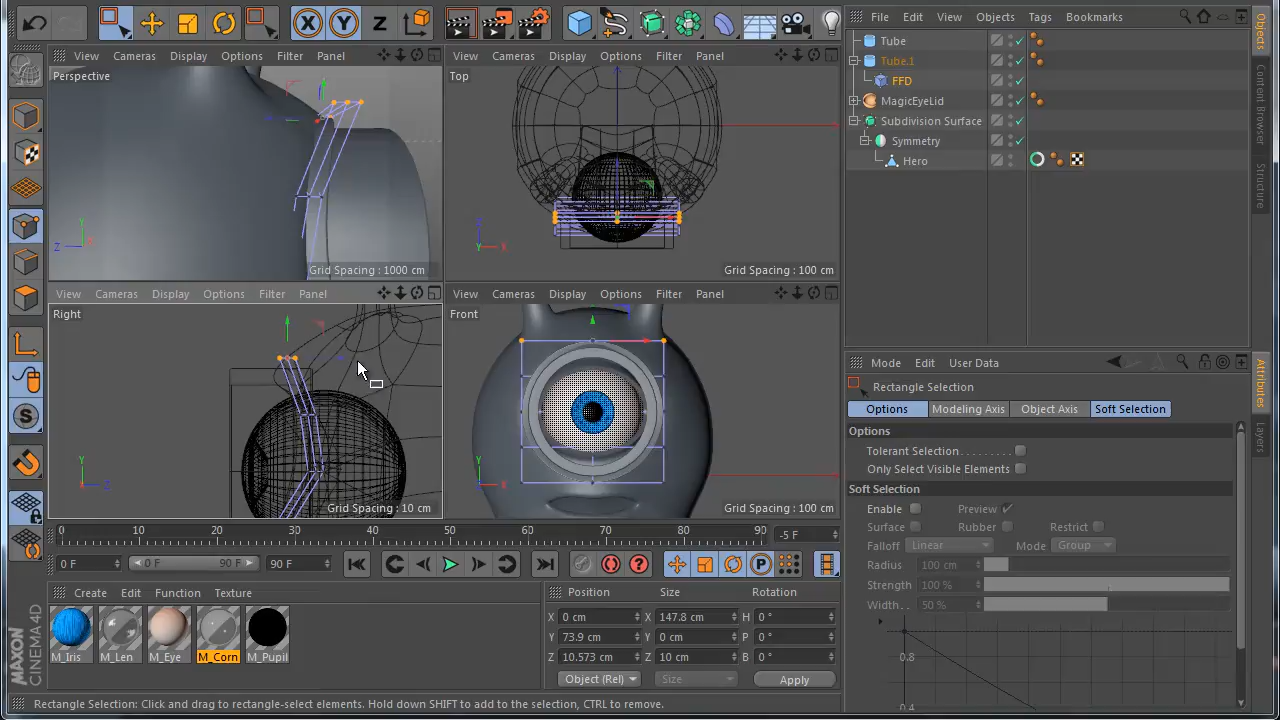 File Edit View Objects Tags Bookmarks
X Y Z
View Cameras Display Options Filter Panel
View Cameras Display Options Filter Panel
Perspective
Top
Grid Spacing : 1000 cm
Grid Spacing : 100 cm
Y
Z
Y
X
View Cameras Display Options Filter Panel
View Cameras Display Options Filter Panel
Right
Front
Grid Spacing : 10 cm
Grid Spacing : 100 cm
Y
Z
Y
X
Tube
Tube.1
FFD
MagicEyeLid
Subdivision Surface
Symmetry
Hero
Objects
Content Browser
Structure
Mode Edit User Data
Rectangle Selection
Options Modeling Axis Object Axis Soft Selection
Options
Tolerant Selection . . . . . . . . .
Only Select Visible Elements
Soft Selection
Enable Preview
Surface Rubber Restrict
Falloff Linear Mode Group
Radius 100 cm
Strength 100 %
Width . . 50 %
0.8
0.4
Attributes
Layers
0 10 20 30 40 50 60 70 80 90 -5 F
0 F 0 F 90 F 90 F
Create Edit Function Texture
M_Iris M_Len M_Eye M_Corn M_Pupil
Position Size Rotation
X 0 cm X 147.8 cm H 0 °
Y 73.9 cm Y 0 cm P 0 °
Z 10.573 cm Z 10 cm B 0 °
Object (Rel) Size Apply
MAXON CINEMA 4D
Rectangle Selection: Click and drag to rectangle-select elements. Hold down SHIFT to add to the selection, CTRL to remove.